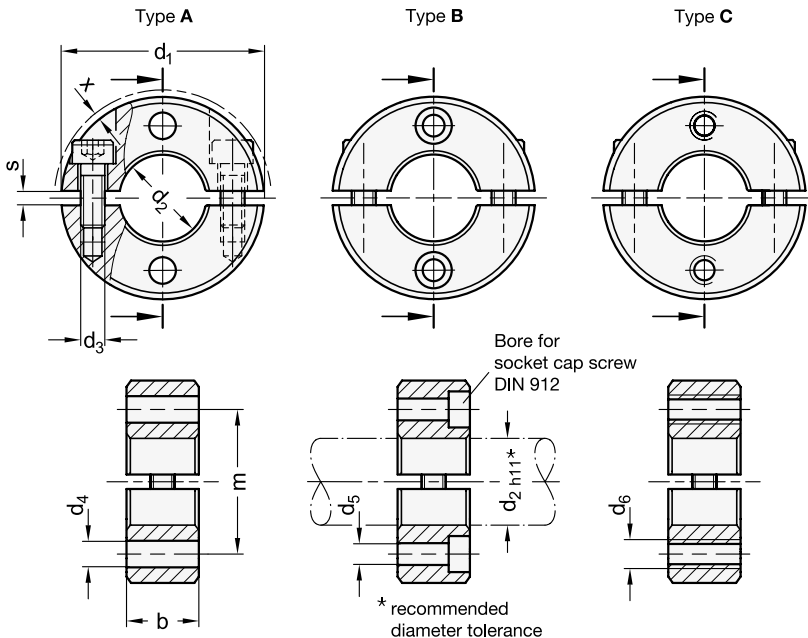 Type A
Type B
Type C
d1
x
s
d2
d3
Bore for
socket cap screw
DIN 912
d4
m
b
d5
d2 h11*
d6
* recommended
diameter tolerance